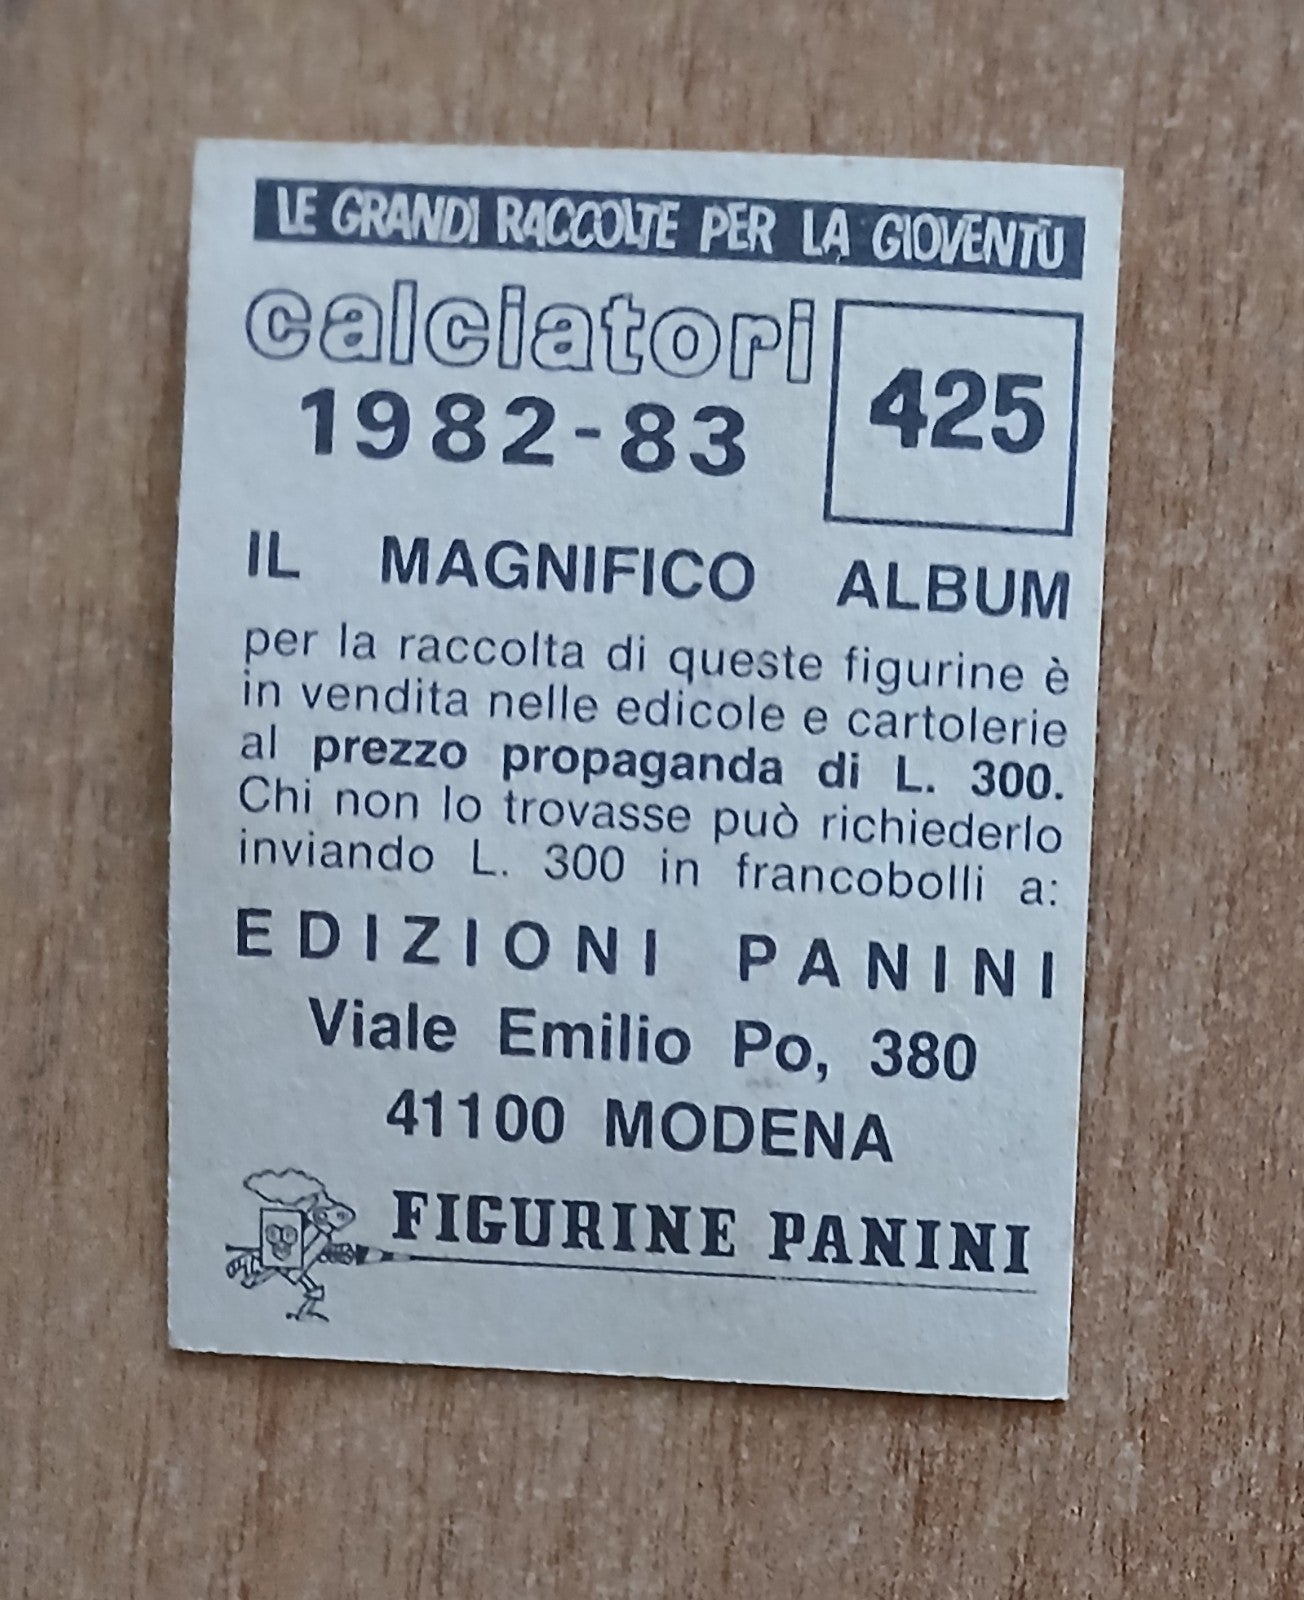 LE GRANDI RACCOLTE PER LA GIOVENTÙ
calciatori
1982-83
425
IL MAGNIFICO ALBUM
per la raccolta di queste figurine è
in vendita nelle edicole e cartolerie
al prezzo propaganda di L. 300.
Chi non lo trovasse può richiederlo
inviando L. 300 in francobolli a:
EDIZIONI PANINI
Viale Emilio Po, 380
41100 MODENA
FIGURINE PANINI